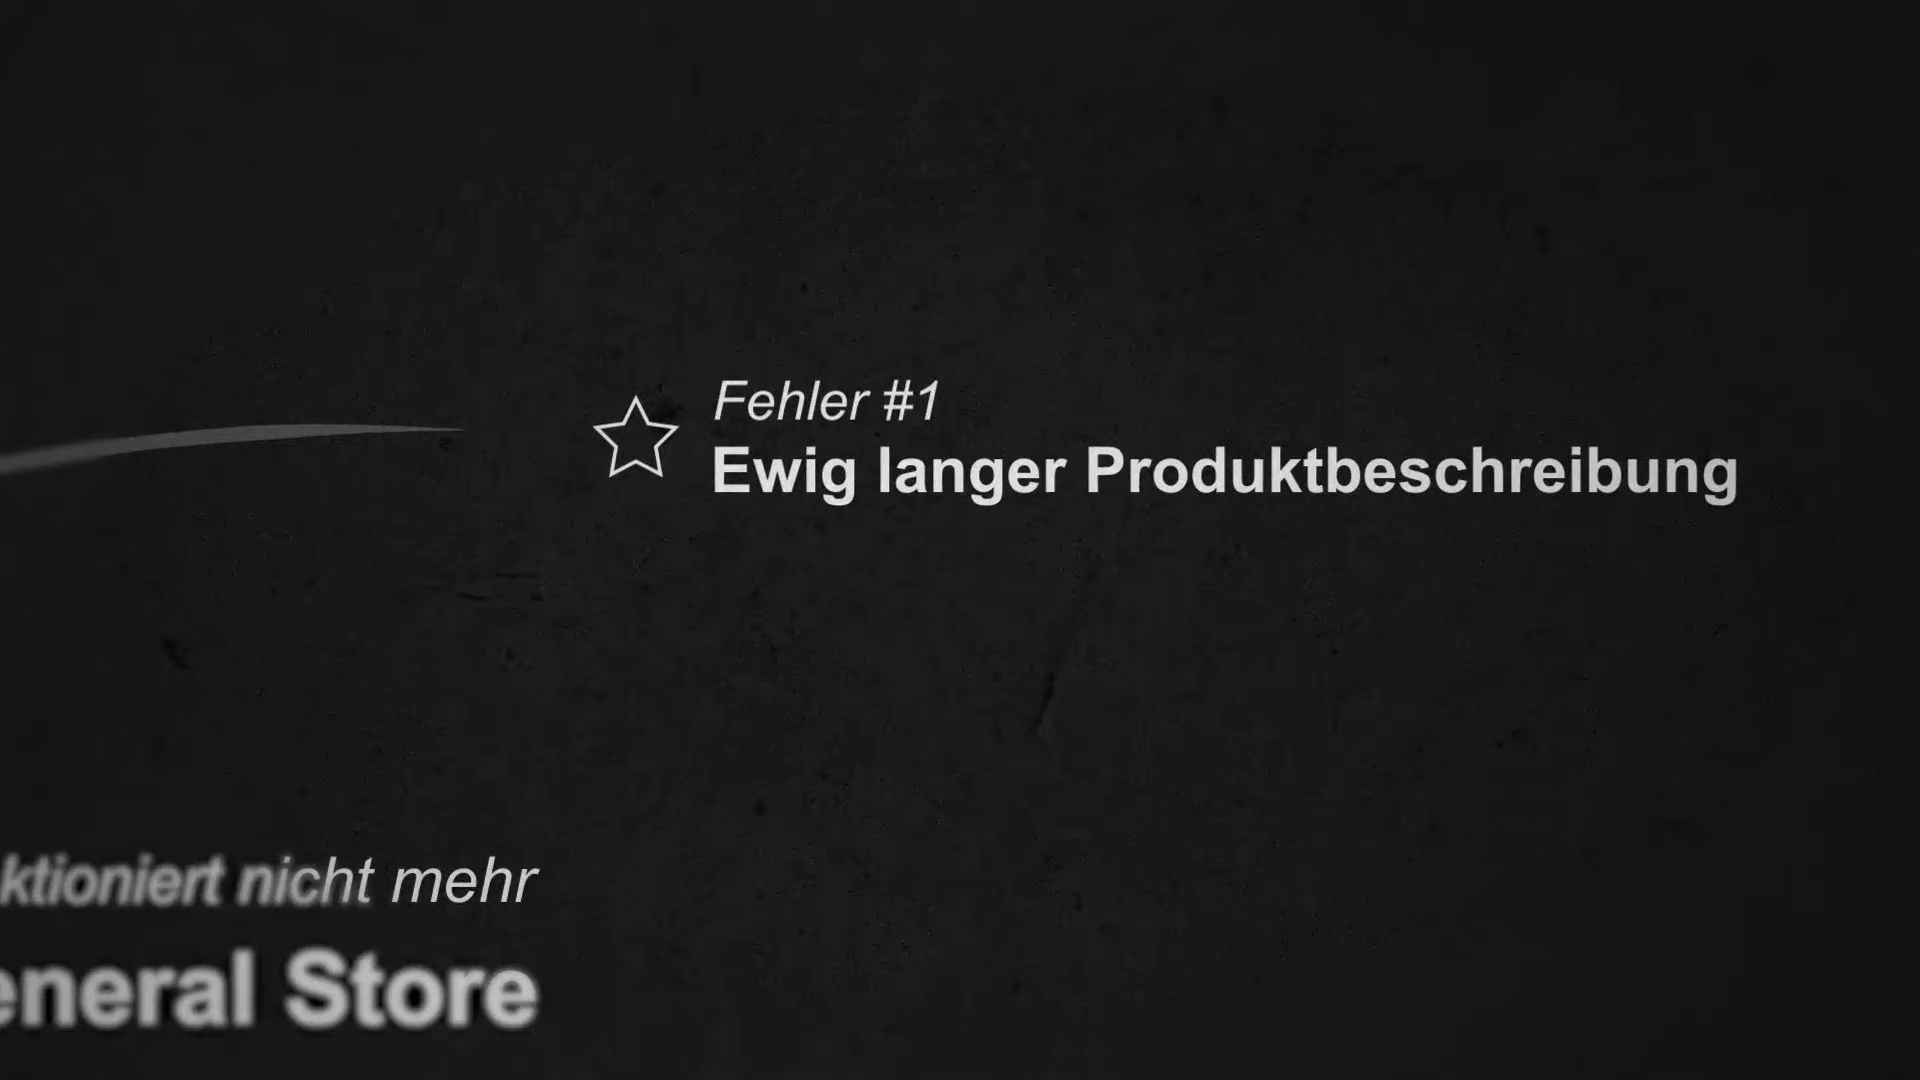 Fehler #1
Ewig langer Produktbeschreibung
ktioniert nicht mehr
eneral Store